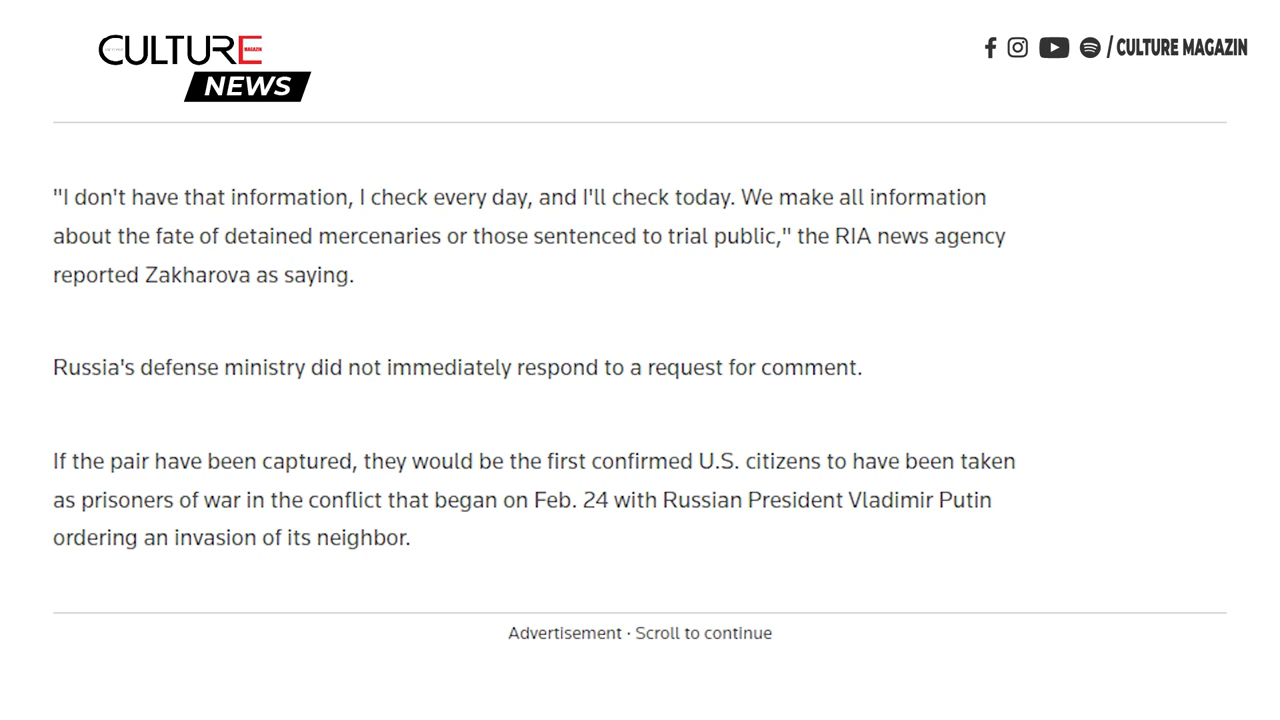 CULTURE
MAGAZIN
NEWS
/ CULTURE MAGAZIN
"I don't have that information, I check every day, and I'll check today. We make all information
about the fate of detained mercenaries or those sentenced to trial public," the RIA news agency
reported Zakharova as saying.
Russia's defense ministry did not immediately respond to a request for comment.
If the pair have been captured, they would be the first confirmed U.S. citizens to have been taken
as prisoners of war in the conflict that began on Feb. 24 with Russian President Vladimir Putin
ordering an invasion of its neighbor.
Advertisement · Scroll to continue